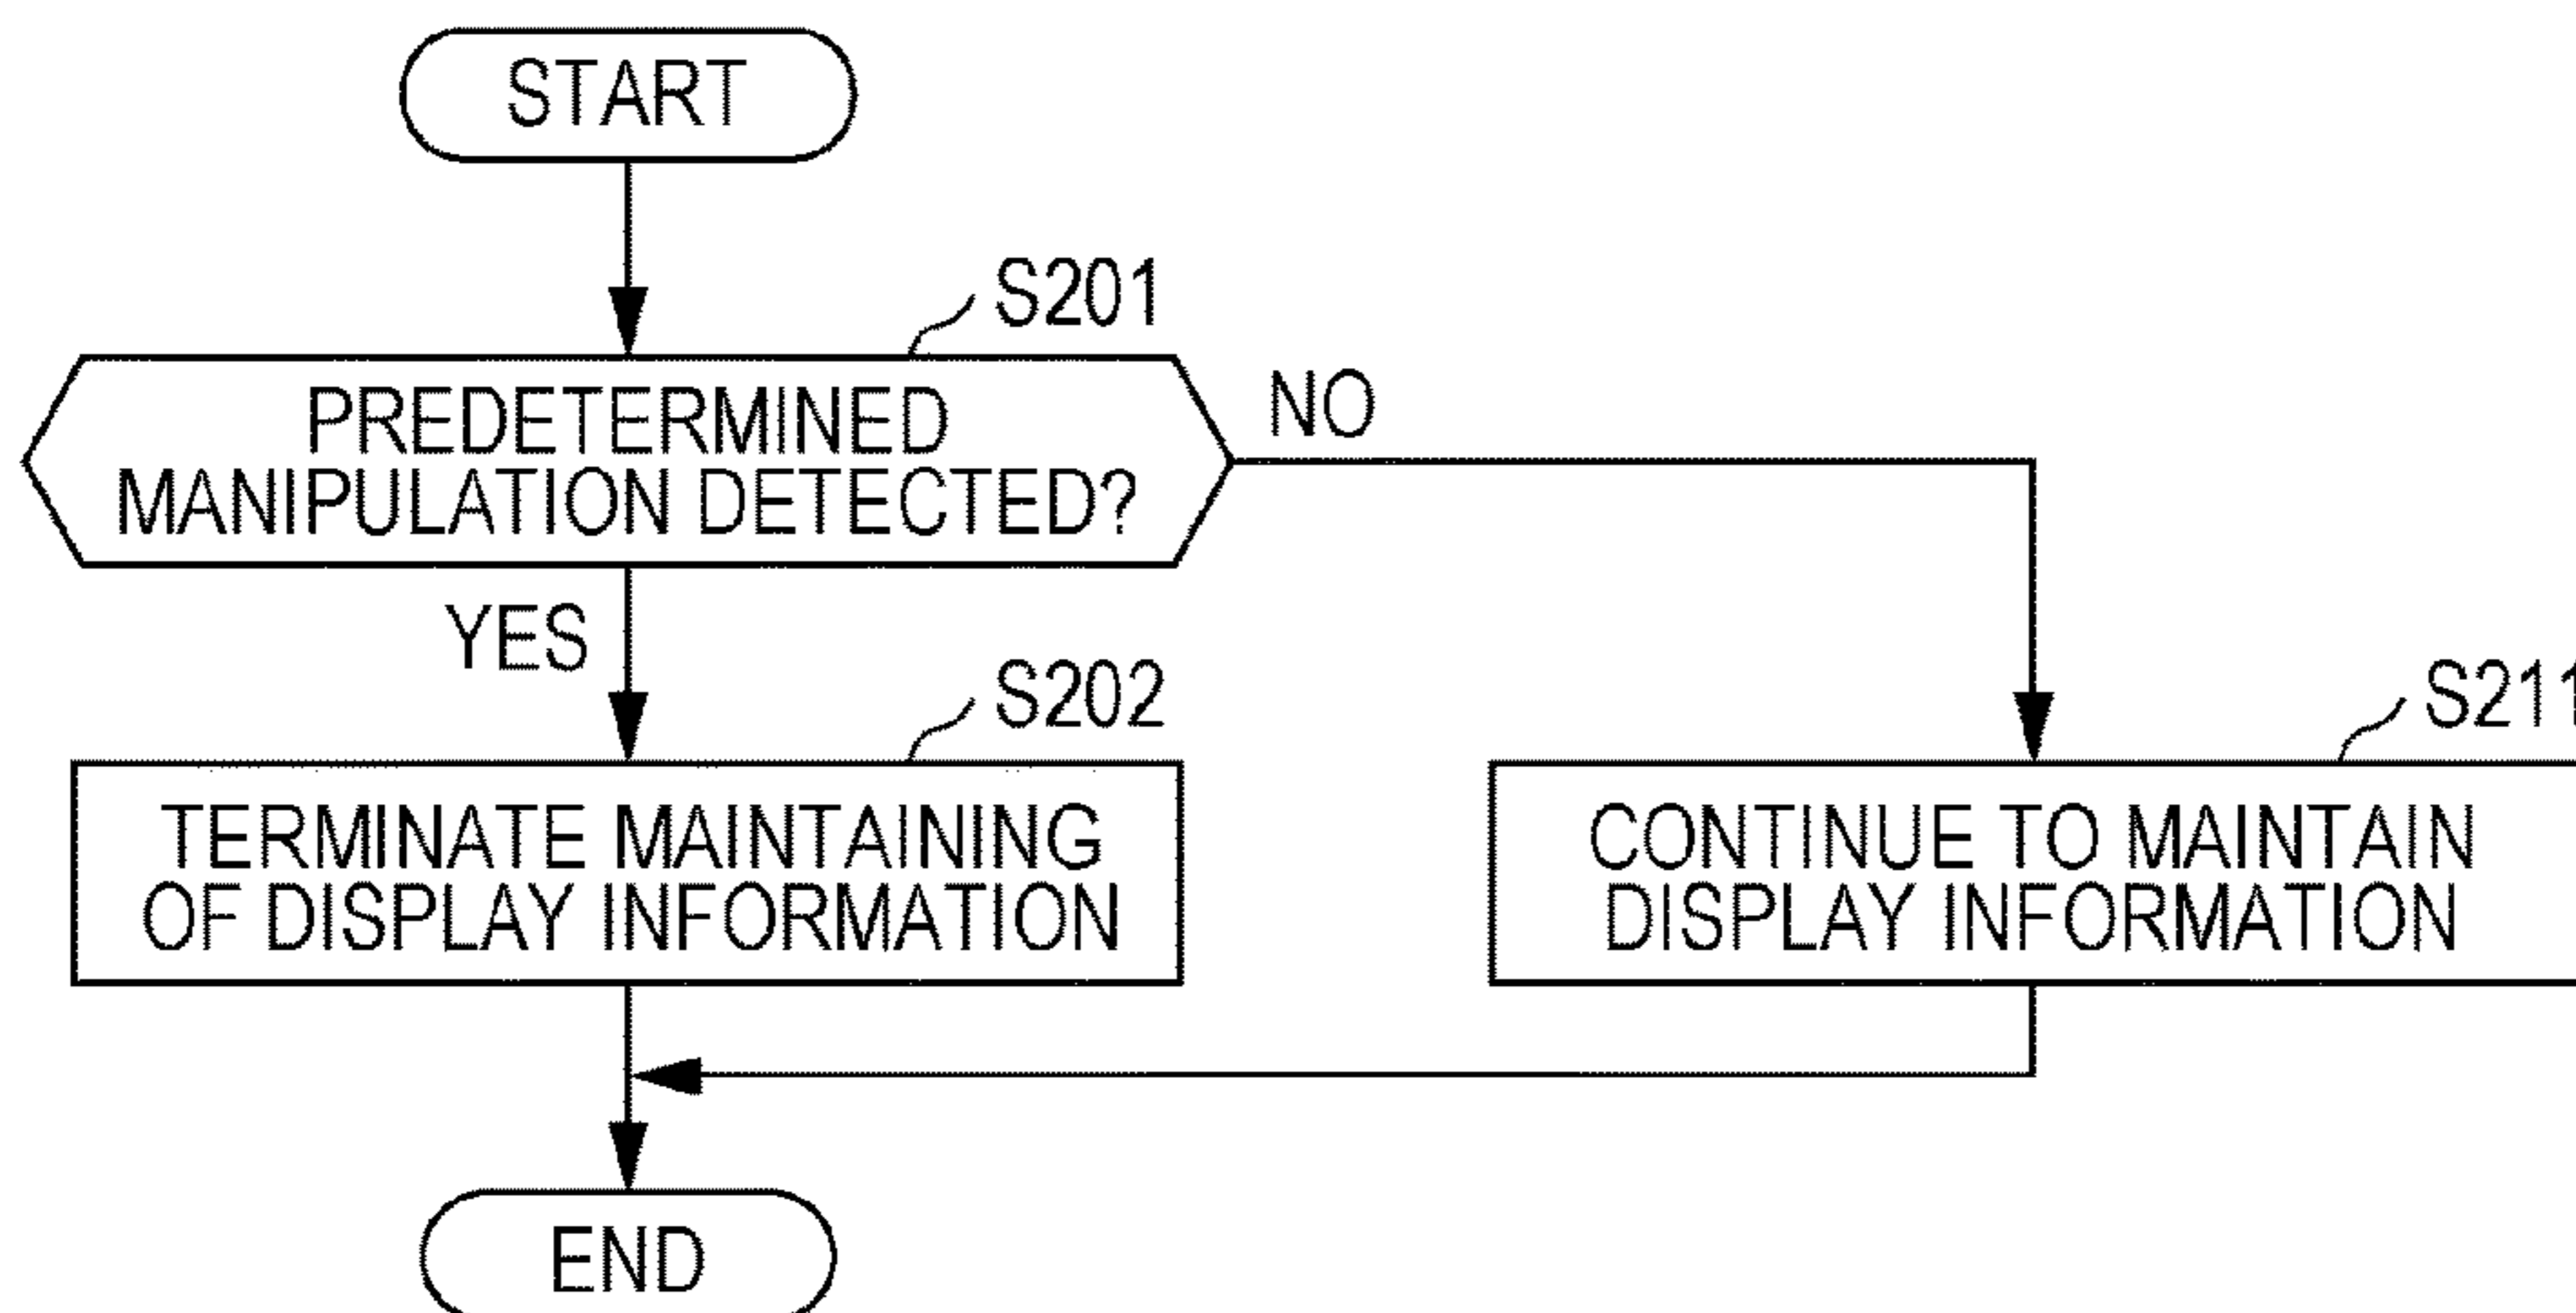 START
S201
PREDETERMINED
MANIPULATION DETECTED?
NO
YES
S202
S211
TERMINATE MAINTAINING
OF DISPLAY INFORMATION
CONTINUE TO MAINTAIN
DISPLAY INFORMATION
END